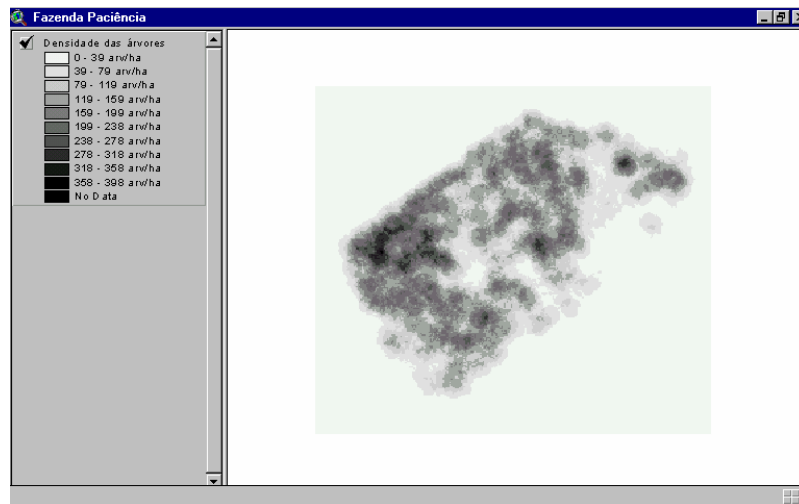 Fazenda Paciência
Densidade das árvores
0 - 39 arv/ha
39 - 79 arv/ha
79 - 119 arv/ha
119 - 159 arv/ha
159 - 199 arv/ha
199 - 238 arv/ha
238 - 278 arv/ha
278 - 318 arv/ha
318 - 358 arv/ha
358 - 398 arv/ha
No Data